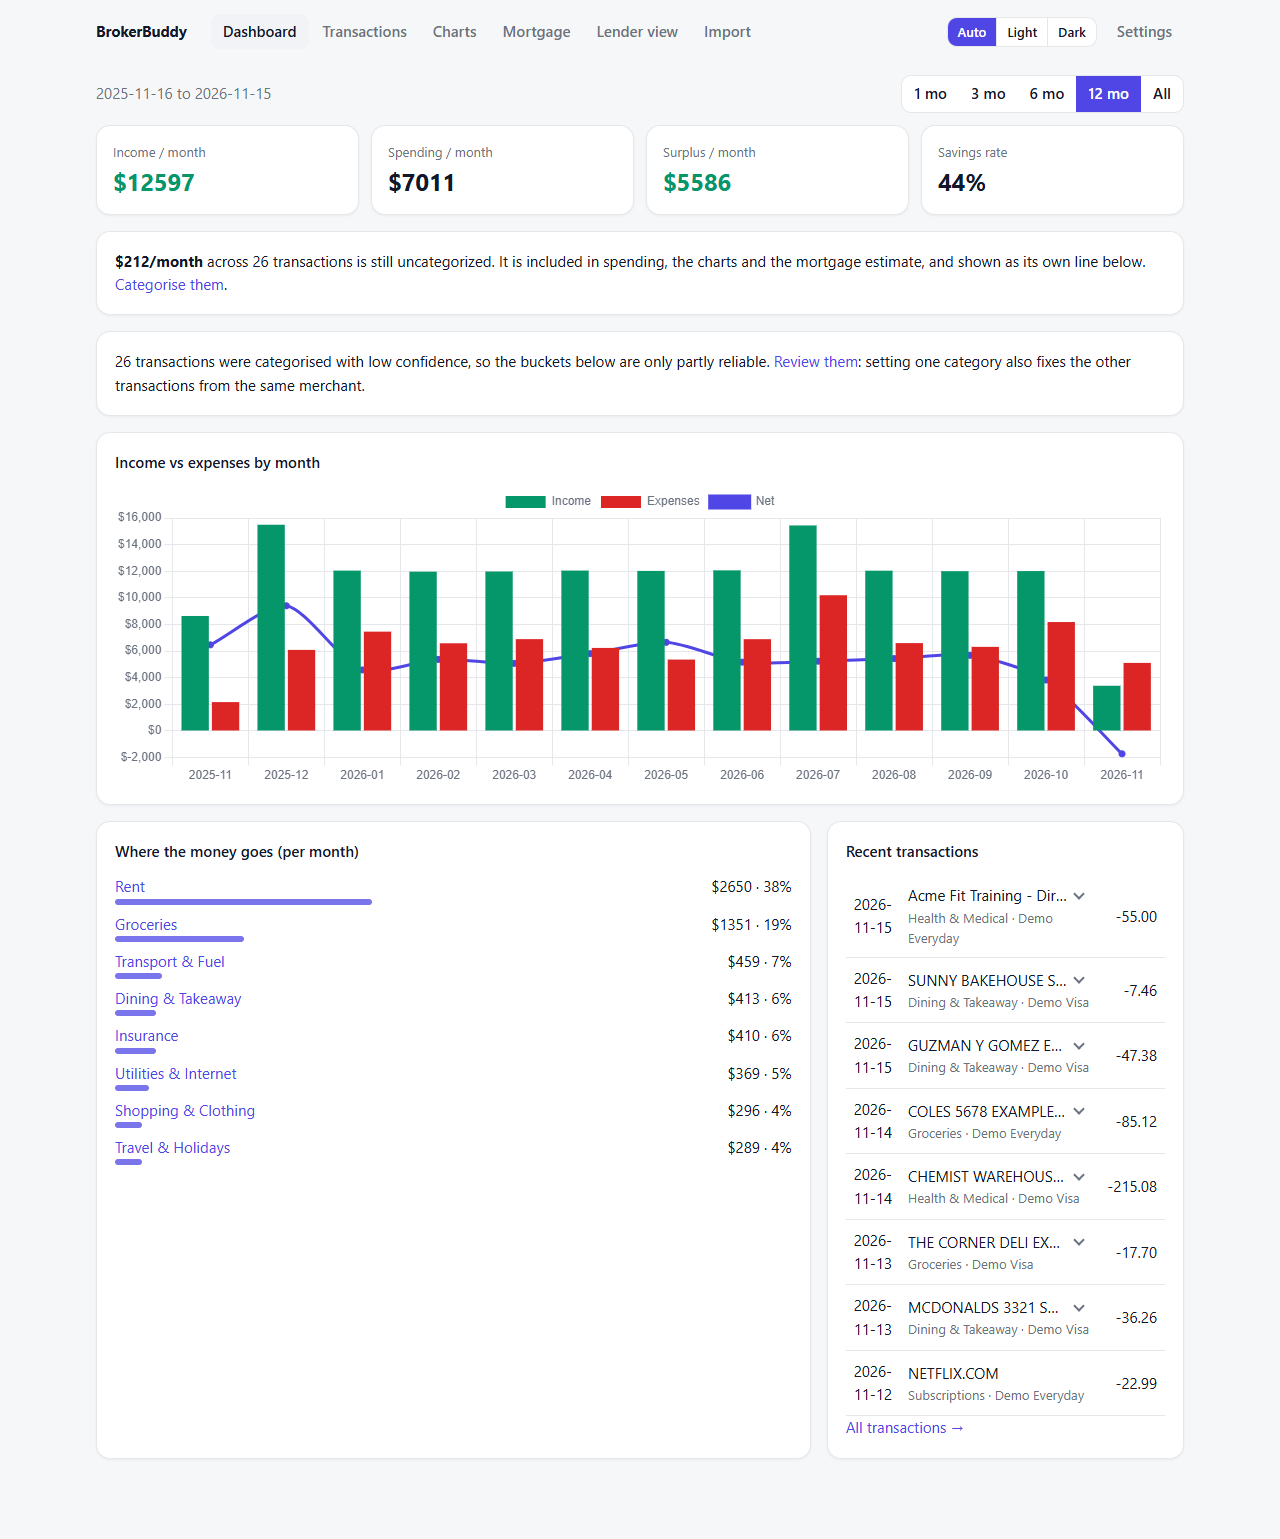 BrokerBuddy Dashboard Transactions Charts Mortgage Lender view Import Auto Light Dark Settings
2025-11-16 to 2026-11-15 1 mo 3 mo 6 mo 12 mo All
Income / month Spending / month Surplus / month Savings rate
$12597 $7011 $5586 44%
$212/month across 26 transactions is still uncategorized. It is included in spending, the charts and the mortgage estimate, and shown as its own line below.
Categorise them.
26 transactions were categorised with low confidence, so the buckets below are only partly reliable. Review them: setting one category also fixes the other
transactions from the same merchant.
Income vs expenses by month
Income Expenses Net
$16,000
$14,000
$12,000
$10,000
$8,000
$6,000
$4,000
$2,000
$0
$-2,000
2025-11 2025-12 2026-01 2026-02 2026-03 2026-04 2026-05 2026-06 2026-07 2026-08 2026-09 2026-10 2026-11
Where the money goes (per month)
Rent $2650 · 38%
Groceries $1351 · 19%
Transport & Fuel $459 · 7%
Dining & Takeaway $413 · 6%
Insurance $410 · 6%
Utilities & Internet $369 · 5%
Shopping & Clothing $296 · 4%
Travel & Holidays $289 · 4%
Recent transactions
2026-11-15 Acme Fit Training - Dir... -55.00
Health & Medical · Demo
Everyday
2026-11-15 SUNNY BAKEHOUSE S... -7.46
Dining & Takeaway · Demo Visa
2026-11-15 GUZMAN Y GOMEZ E... -47.38
Dining & Takeaway · Demo Visa
2026-11-14 COLES 5678 EXAMPLE... -85.12
Groceries · Demo Everyday
2026-11-14 CHEMIST WAREHOUS... -215.08
Health & Medical · Demo Visa
2026-11-13 THE CORNER DELI EX... -17.70
Groceries · Demo Visa
2026-11-13 MCDONALDS 3321 S... -36.26
Dining & Takeaway · Demo Visa
2026-11-12 NETFLIX.COM -22.99
Subscriptions · Demo Everyday
All transactions →